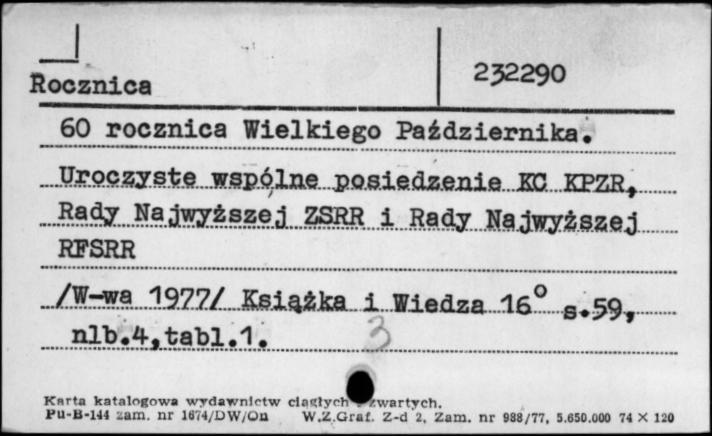 232290
Rocznica
60 rocznica Wielkiego Października.
Uroczyste wspólne posiedzenie KC KPZR,
Rady Najwyższej ZSRR i Rady Najwyższej
RFSRR
/W-wa 1977/ Książka i Wiedza 16° s.59,
nlb.4,tabl.1. 3
Karta katalogowa wydawnictw ciągłych i zwartych.
Pu-B-144 zam. nr 1674/DW/On W.Z.Graf. Z-d 2, Zam. nr 988/77, 5.650.000 74 X 120